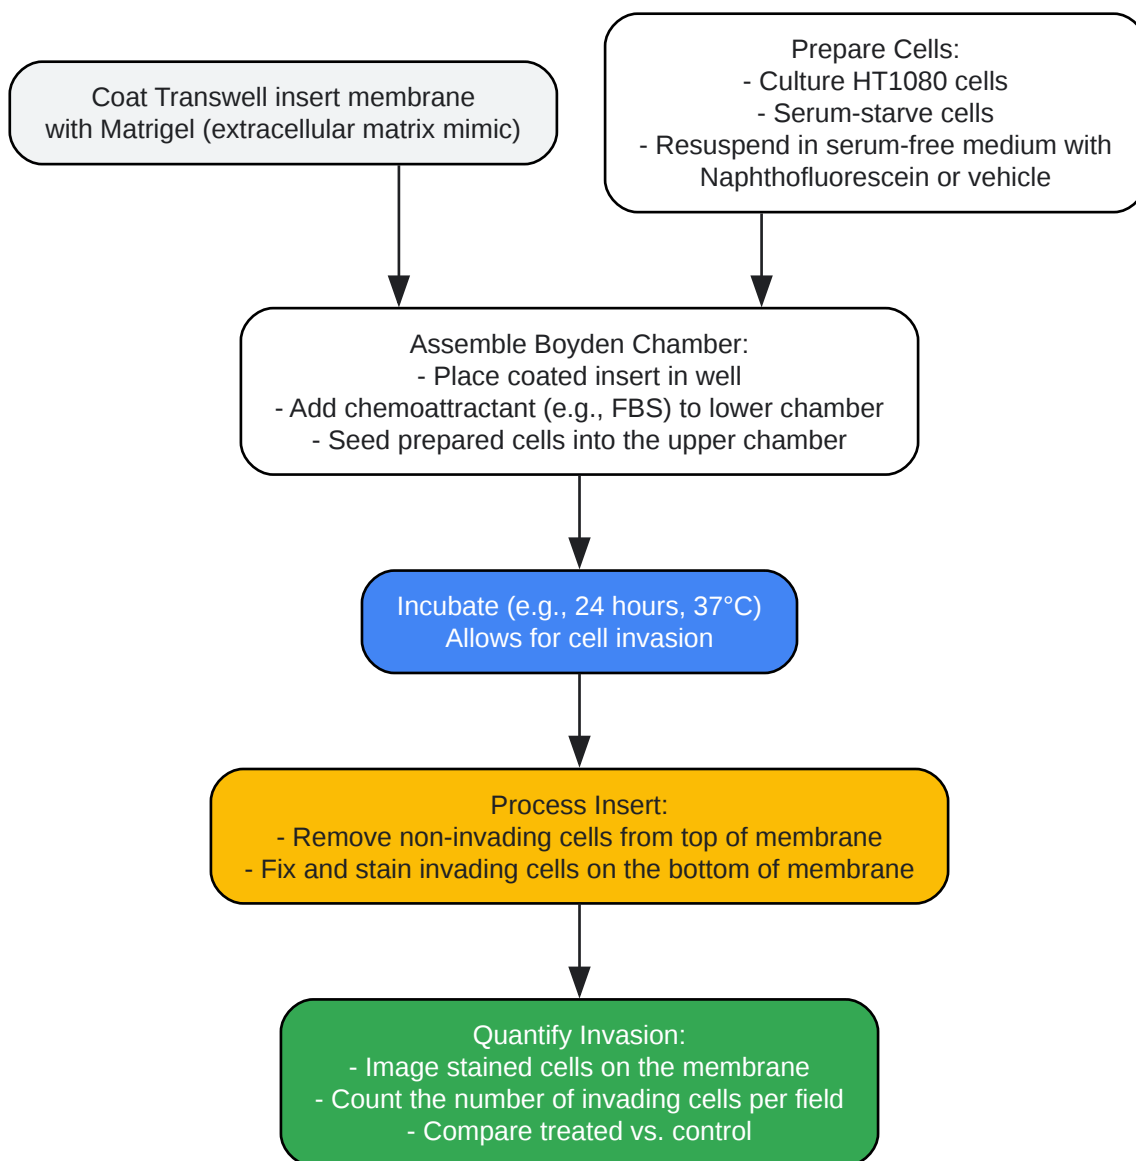 Coat Transwell insert membrane
with Matrigel (extracellular matrix mimic)
Prepare Cells:
- Culture HT1080 cells
- Serum-starve cells
- Resuspend in serum-free medium with
Naphthofluorescein or vehicle
Assemble Boyden Chamber:
- Place coated insert in well
- Add chemoattractant (e.g., FBS) to lower chamber
- Seed prepared cells into the upper chamber
Incubate (e.g., 24 hours, 37°C)
Allows for cell invasion
Process Insert:
- Remove non-invading cells from top of membrane
- Fix and stain invading cells on the bottom of membrane
Quantify Invasion:
- Image stained cells on the membrane
- Count the number of invading cells per field
- Compare treated vs. control